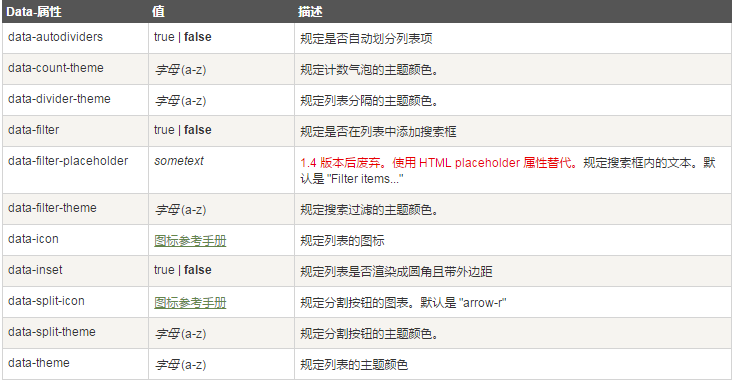 Data-属性 值 描述
data-autodividers true | false 规定是否自动划分列表项
data-count-theme 字母 (a-z) 规定计数气泡的主题颜色。
data-divider-theme 字母 (a-z) 规定列表分隔的主题颜色。
data-filter true | false 规定是否在列表中添加搜索框
data-filter-placeholder sometext 1.4 版本后废弃。使用 HTML placeholder 属性替代。规定搜索框内的文本。默
认是 "Filter items..."
data-filter-theme 字母 (a-z) 规定搜索过滤的主题颜色。
data-icon 图标参考手册 规定列表的图标
data-inset true | false 规定列表是否渲染成圆角且带外边距
data-split-icon 图标参考手册 规定分割按钮的图表。默认是 "arrow-r"
data-split-theme 字母 (a-z) 规定分割按钮的主题颜色。
data-theme 字母 (a-z) 规定列表的主题颜色